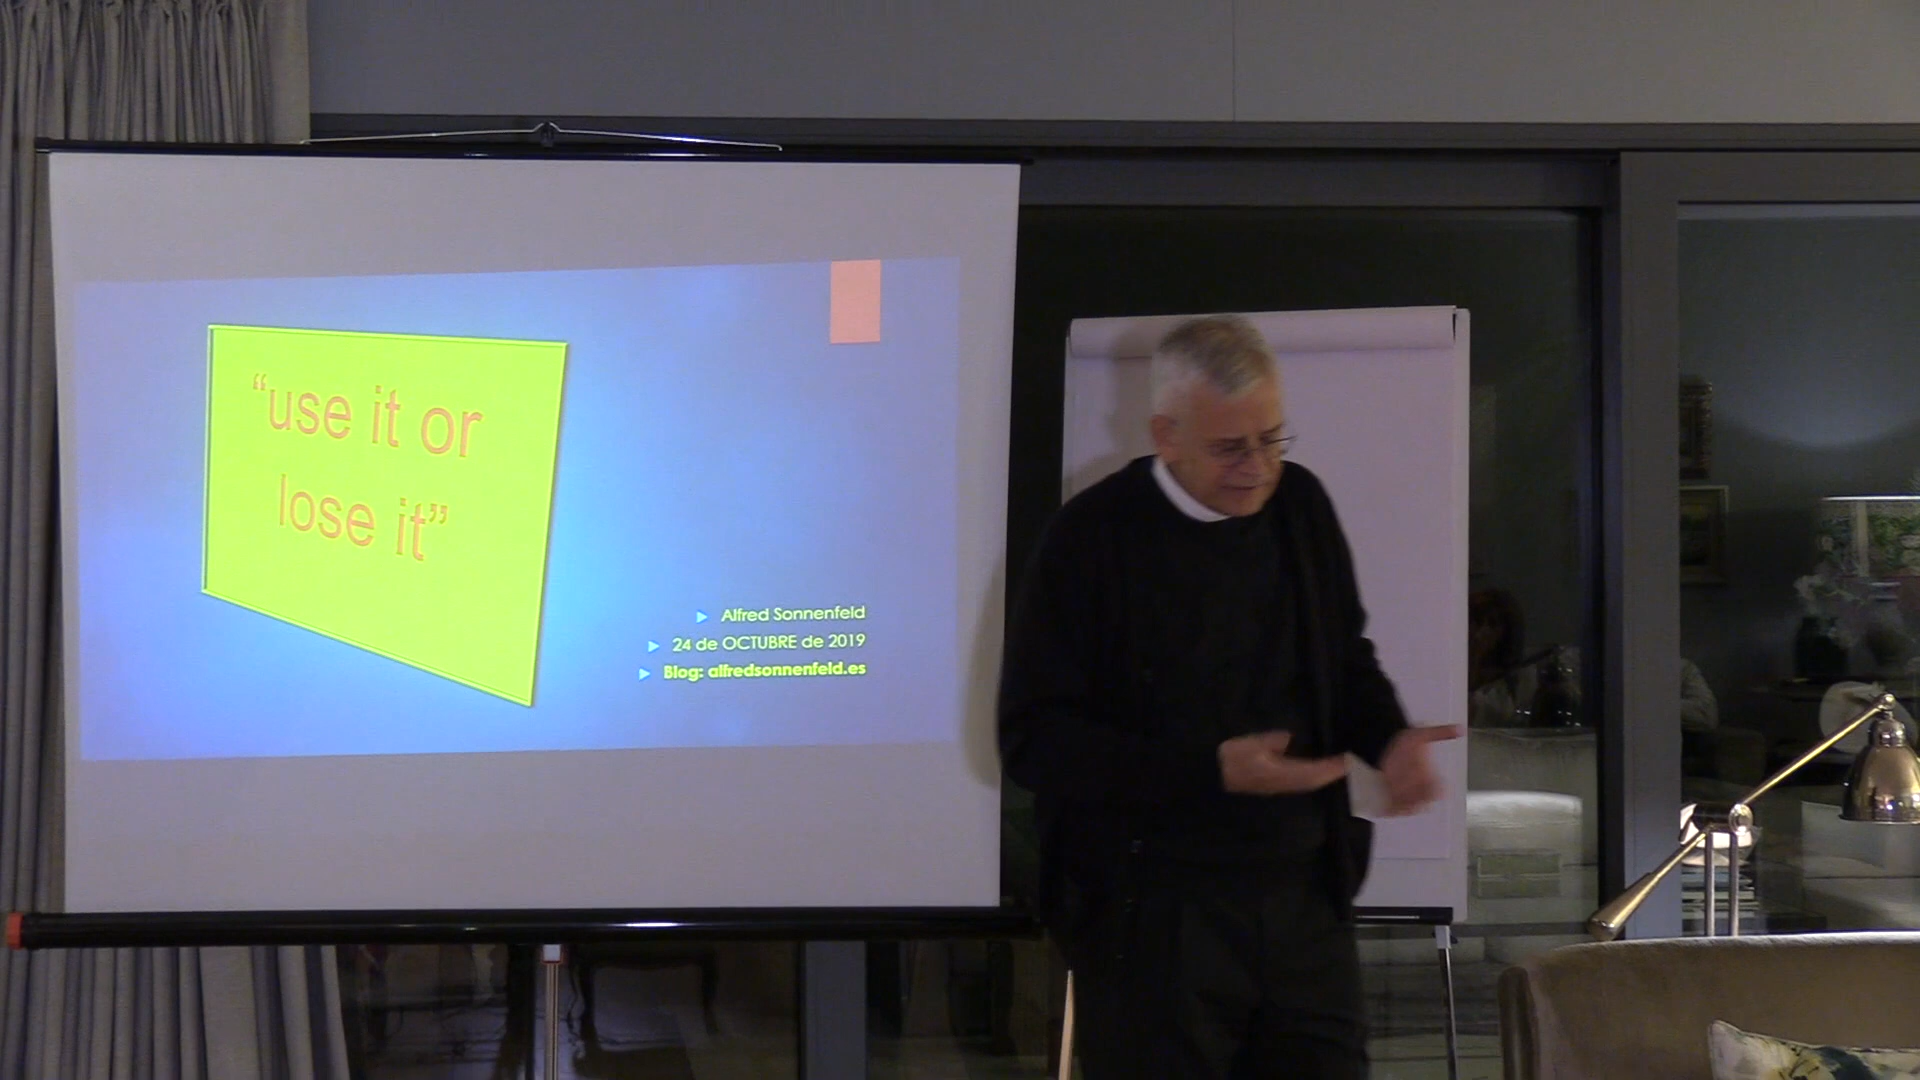 “use it or
lose it”
Alfred Sonnenfeld
24 de OCTUBRE de 2019
Blog: alfredsonnenfeld.es